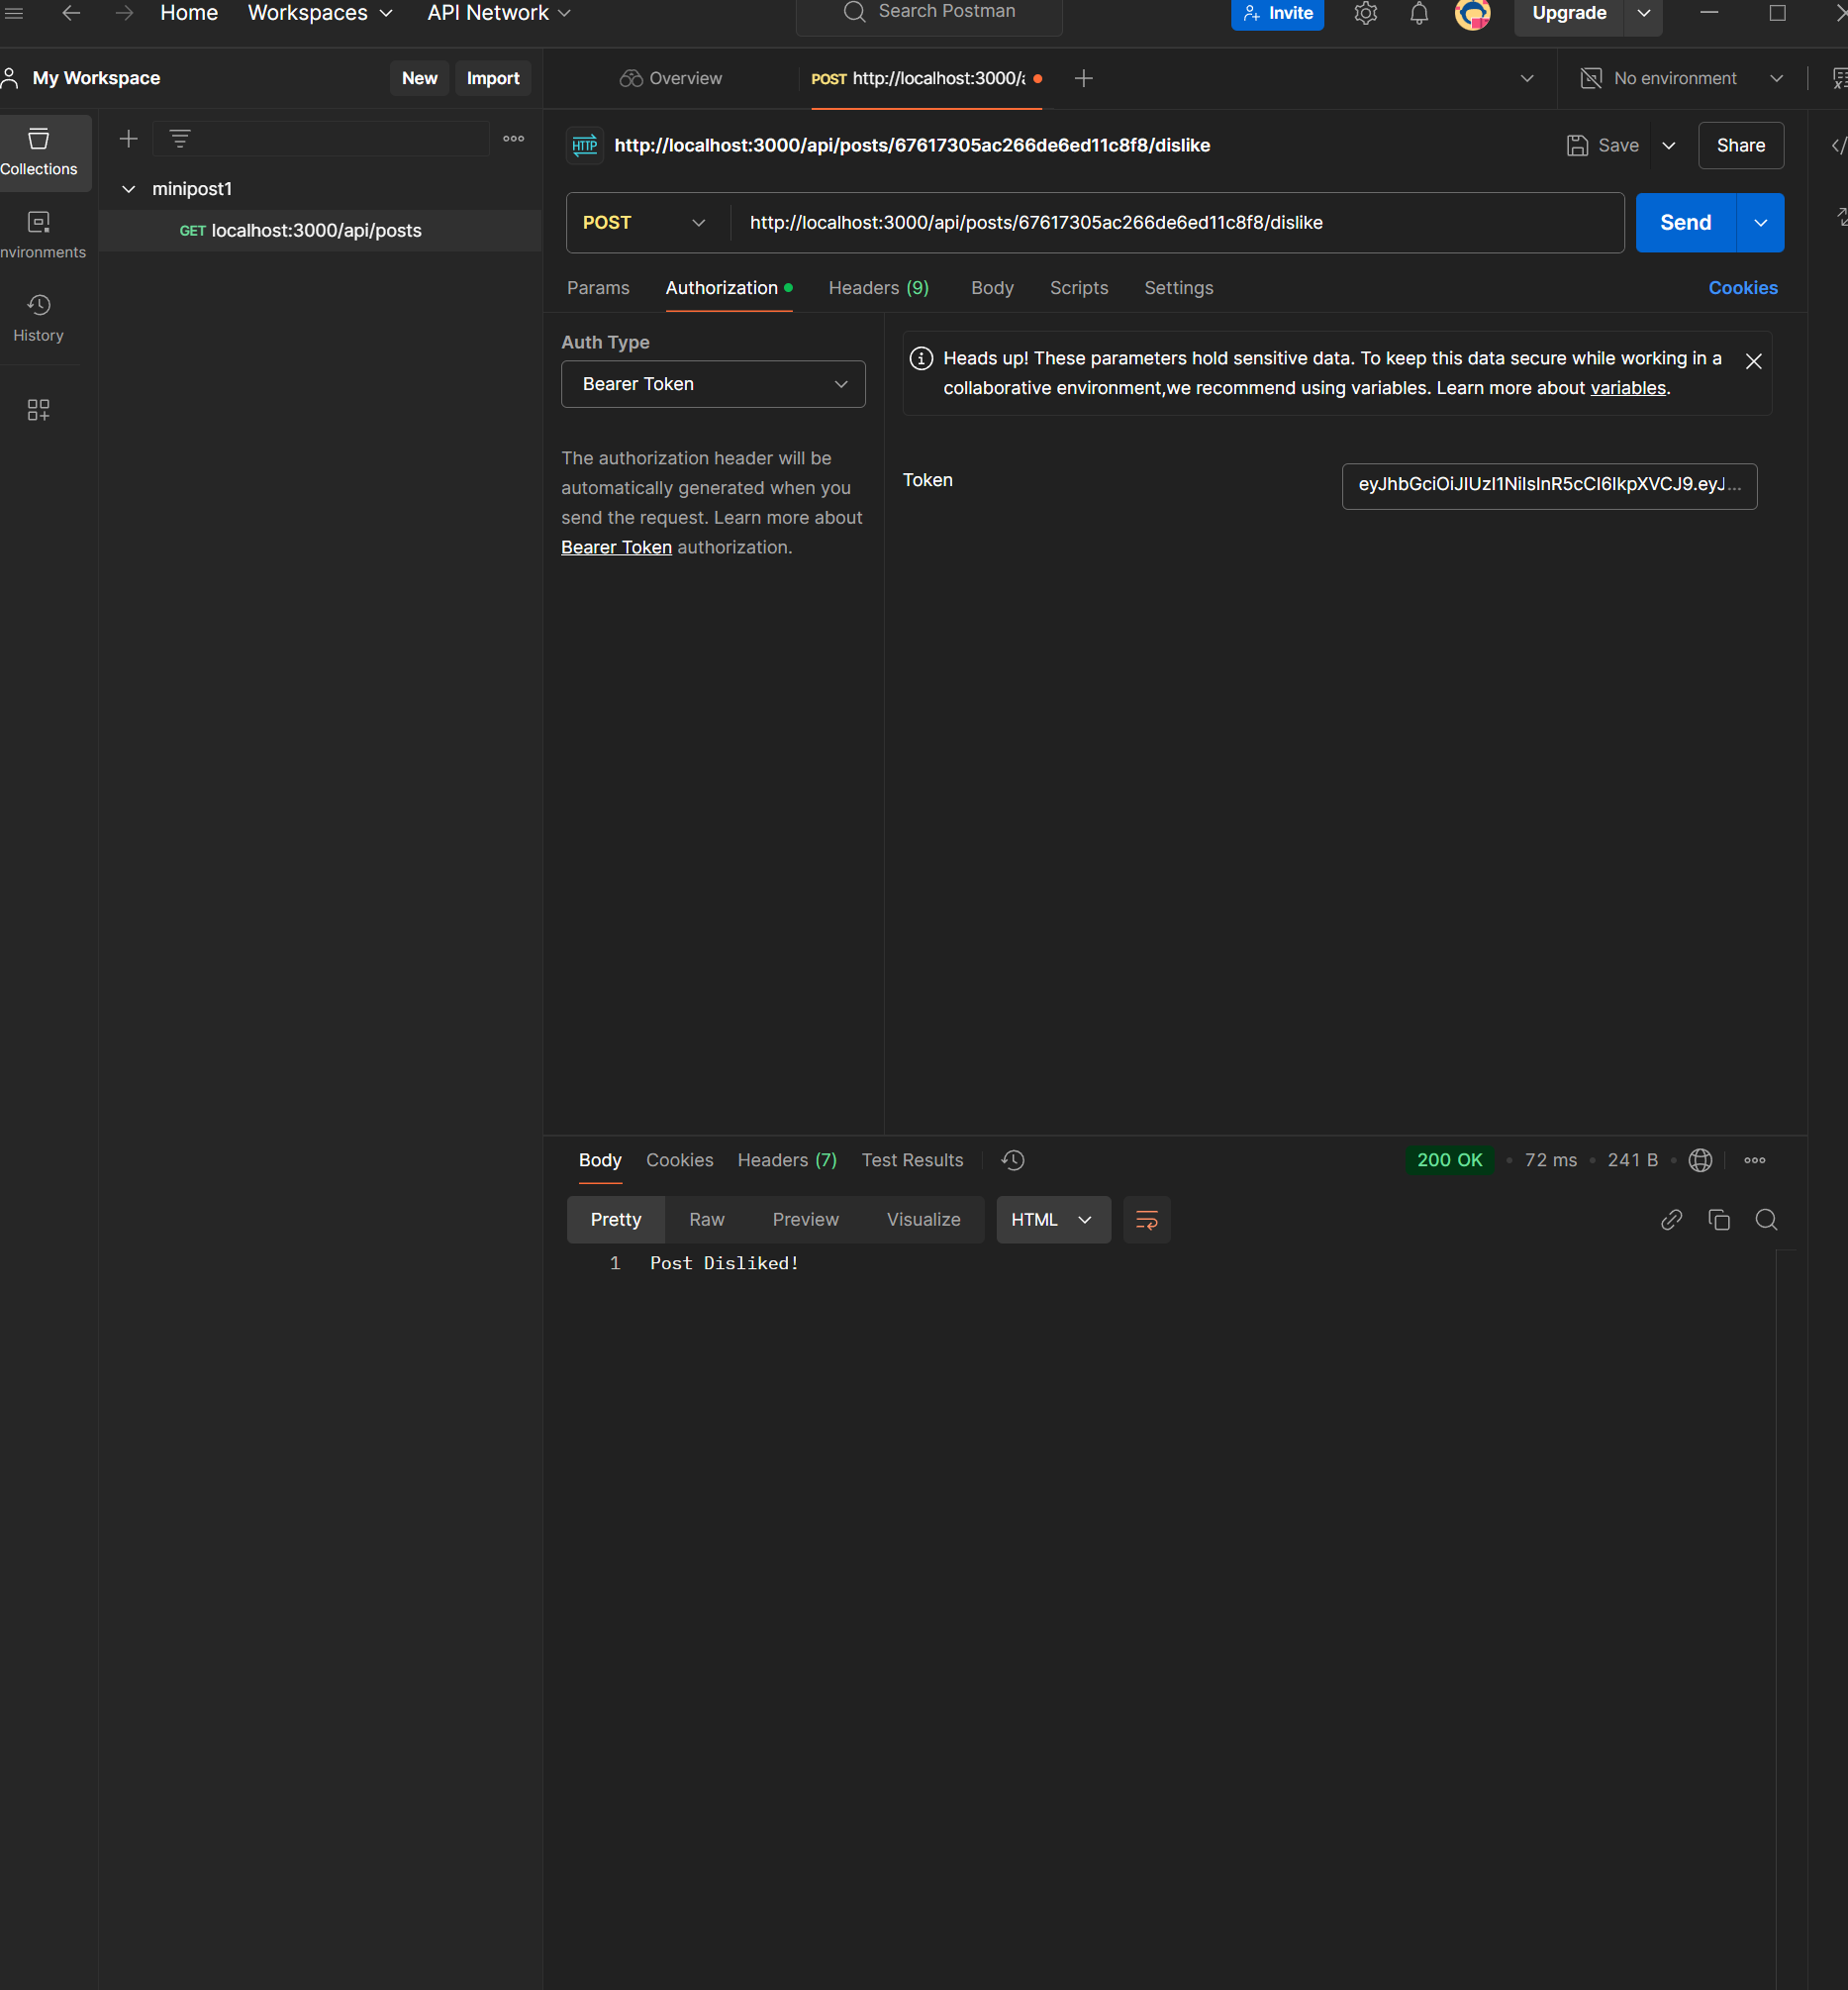 Home Workspaces API Network Search Postman Invite Upgrade
My Workspace New Import Overview POST http://localhost:3000/a No environment
Collections
minipost1
GET localhost:3000/api/posts
nvironments
History
HTTP http://localhost:3000/api/posts/67617305ac266de6ed11c8f8/dislike Save Share
POST http://localhost:3000/api/posts/67617305ac266de6ed11c8f8/dislike Send
Params Authorization Headers (9) Body Scripts Settings Cookies
Auth Type
Bearer Token
The authorization header will be
automatically generated when you
send the request. Learn more about
Bearer Token authorization.
Heads up! These parameters hold sensitive data. To keep this data secure while working in a
collaborative environment,we recommend using variables. Learn more about variables.
Token eyJhbGciOiJIUzI1NiIsInR5cCI6IkpXVCJ9.eyJ...
Body Cookies Headers (7) Test Results 200 OK • 72 ms • 241 B •
Pretty Raw Preview Visualize HTML
1 Post Disliked!